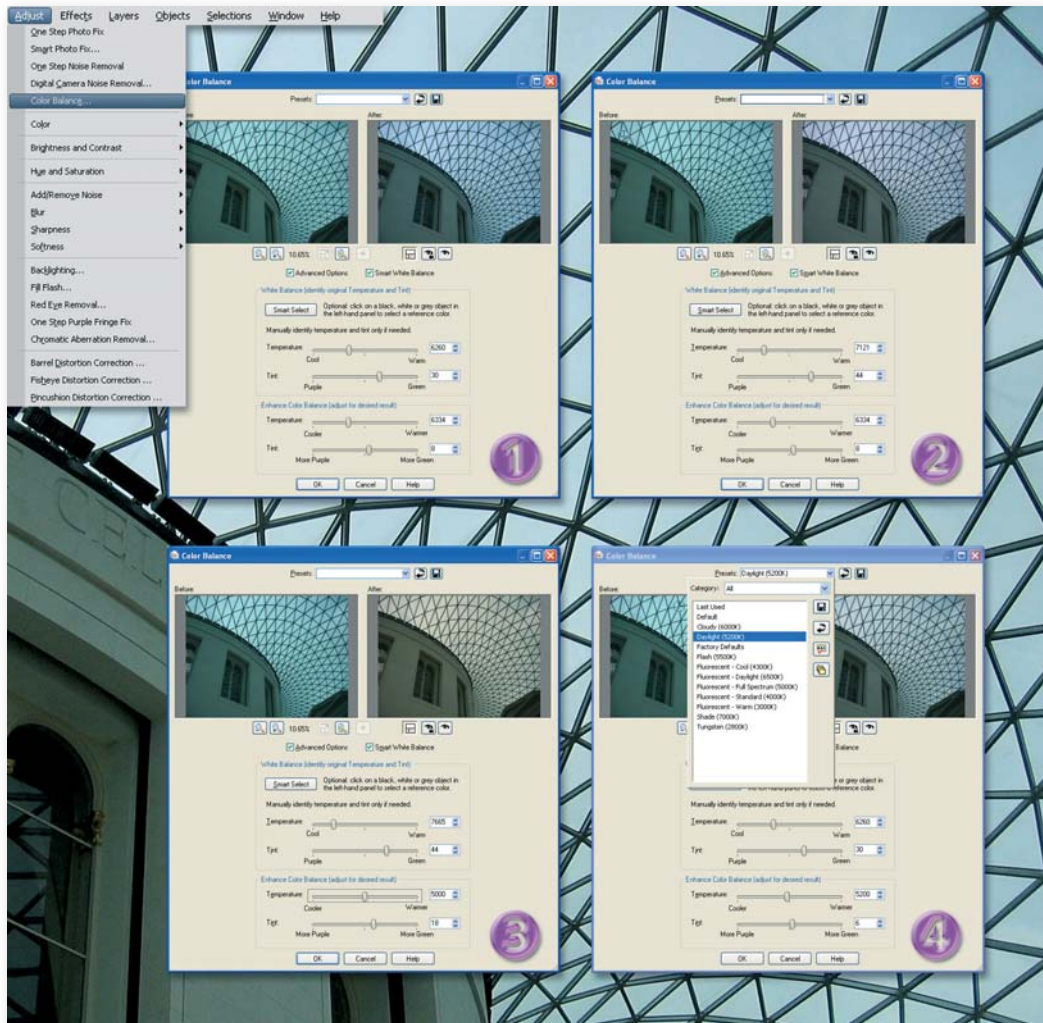 Adjust Effects Layers Objects Selections Window Help
One Step Photo Fix
Smart Photo Fix...
One Step Noise Removal
Digital Camera Noise Removal...
Color Balance...
Color
Brightness and Contrast
Hue and Saturation
Add/Remove Noise
Blur
Sharpness
Softness
Backlighting...
Fill Flash...
Red Eye Removal...
One Step Purple Fringe Fix
Chromatic Aberration Removal...
Barrel Distortion Correction ...
Fisheye Distortion Correction ...
Pincushion Distortion Correction ...
Color Balance
Presets:
After:
10.65%
Advanced Options Smart White Balance
White Balance (identify original Temperature and Tint)
Smart Select
Optional: click on a black, white or grey object in
the left-hand panel to select a reference color.
Manually identify temperature and tint only if needed.
Temperature 6260
Cool Warm
Tint 30
Purple Green
Enhance Color Balance (adjust for desired result)
Temperature 6334
Cooler Warmer
Tint 8
More Purple More Green
1
OK Cancel Help
Color Balance
Presets:
Before: After:
10.65%
Advanced Options Smart White Balance
White Balance (identify original Temperature and Tint)
Smart Select
Optional: click on a black, white or grey object in
the left-hand panel to select a reference color.
Manually identify temperature and tint only if needed.
Temperature 7121
Cool Warm
Tint 44
Purple Green
Enhance Color Balance (adjust for desired result)
Temperature 6334
Cooler Warmer
Tint 8
More Purple More Green
2
OK Cancel Help
Color Balance
Presets:
Before: After:
10.65%
Advanced Options Smart White Balance
White Balance (identify original Temperature and Tint)
Smart Select
Optional: click on a black, white or grey object in
the left-hand panel to select a reference color.
Manually identify temperature and tint only if needed.
Temperature 7665
Cool Warm
Tint 44
Purple Green
Enhance Color Balance (adjust for desired result)
Temperature 5000
Cooler Warmer
Tint 18
More Purple More Green
3
OK Cancel Help
Color Balance
Presets: Daylight (5200K)
Before:
Category: All
Last Used
Default
Cloudy (6000K)
Daylight (5200K)
Factory Defaults
Flash (5500K)
Fluorescent - Cool (4300K)
Fluorescent - Daylight (6500K)
Fluorescent - Full Spectrum (5000K)
Fluorescent - Standard (4000K)
Fluorescent - Warm (3000K)
Shade (7000K)
Tungsten (2800K)
Balance
or grey object in
the left-hand panel to select a reference color.
Manually identify temperature and tint only if needed.
Temperature 6260
Cool Warm
Tint 30
Purple Green
Enhance Color Balance (adjust for desired result)
Temperature 5200
Cooler Warmer
Tint 6
More Purple More Green
4
OK Cancel Help